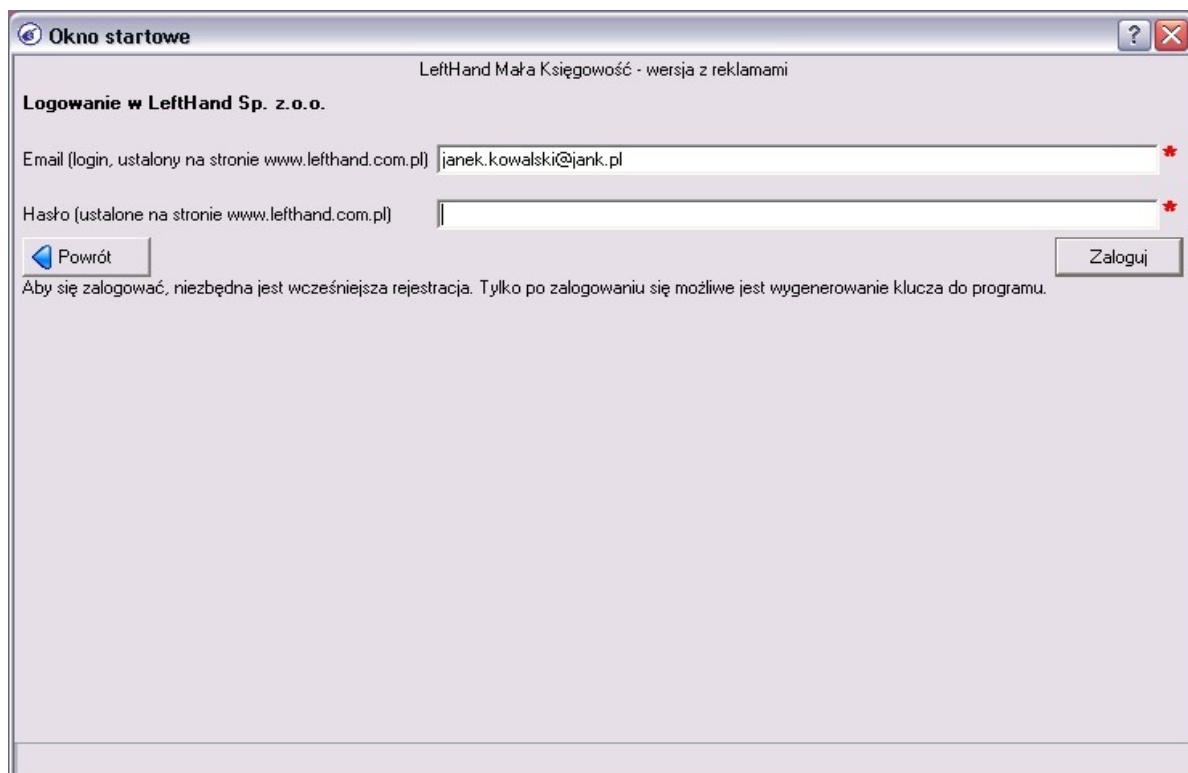 Okno startowe
LeftHand Mała Księgowość - wersja z reklamami
Logowanie w LeftHand Sp. z.o.o.
Email (login, ustalony na stronie www.lefthand.com.pl) janek.kowalski@jank.pl *
Hasło (ustalone na stronie www.lefthand.com.pl) *
Powrót Zaloguj
Aby się zalogować, niezbędna jest wcześniejsza rejestracja. Tylko po zalogowaniu się możliwe jest wygenerowanie klucza do programu.